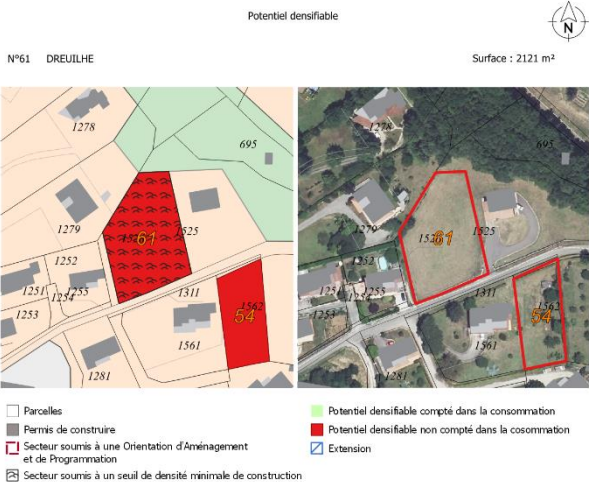 Potentiel densifiable
N
N°61 DREUILHE
Surface : 2121 m²
1278
695
61
1525
1279
1252
1251
1255
1254
1253
1311
1562
54
1561
1281
1278
695
61
1526
1525
1279
1252
1251
1255
1254
1253
1311
1562
54
1561
1281
Parcelles
Permis de construire
Secteur soumis à une Orientation d'Aménagement
et de Programmation
Secteur soumis à un seuil de densité minimale de construction
Potentiel densifiable compté dans la consommation
Potentiel densifiable non compté dans la cosommation
Extension